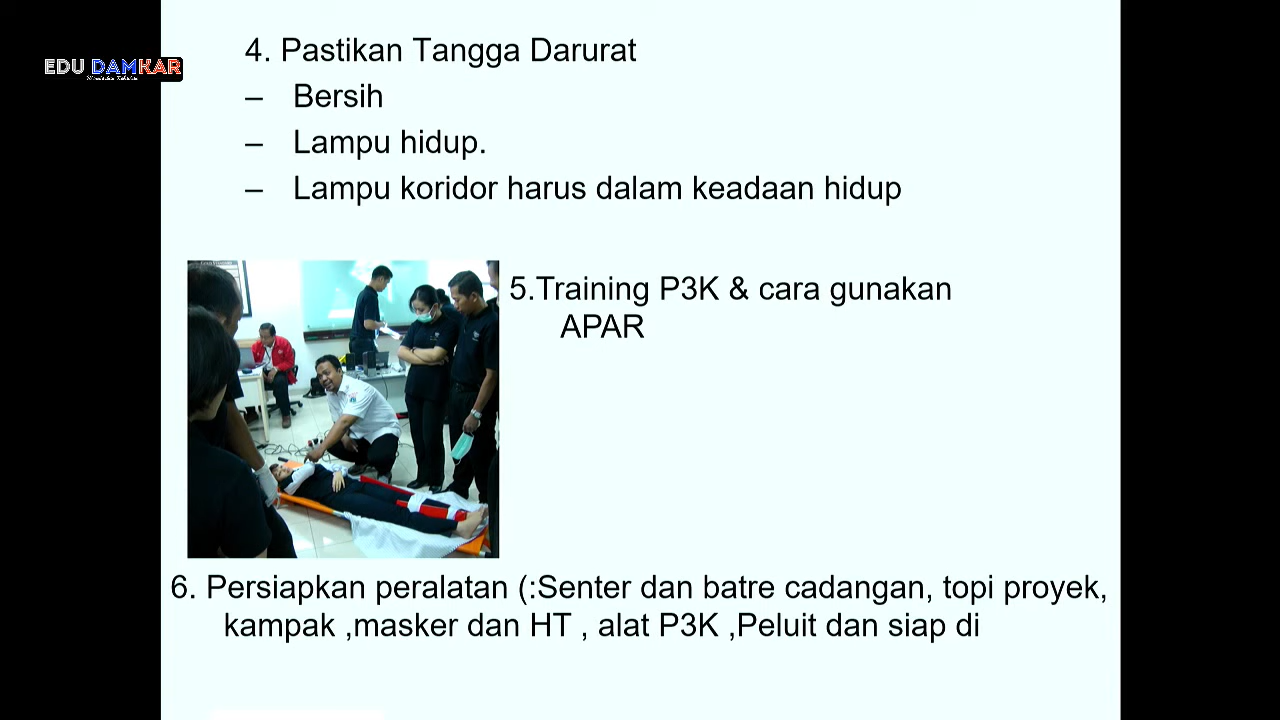 4. Pastikan Tangga Darurat
EDU DAMKAR
– Bersih
– Lampu hidup.
– Lampu koridor harus dalam keadaan hidup
5.Training P3K & cara gunakan
APAR
6. Persiapkan peralatan (:Senter dan batre cadangan, topi proyek,
kampak ,masker dan HT , alat P3K ,Peluit dan siap di